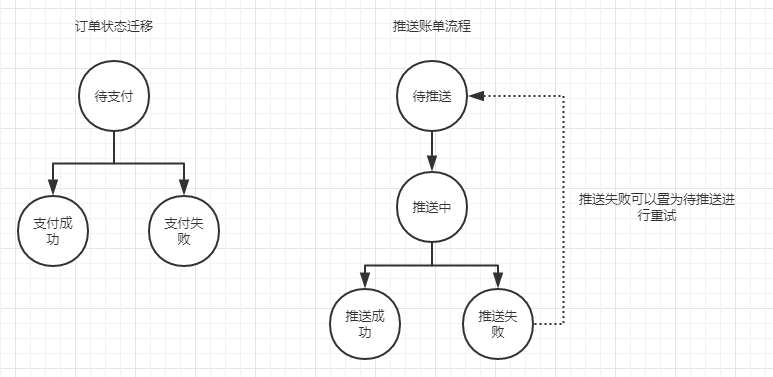 订单状态迁移
待支付
支付成
功
支付失
败
推送账单流程
待推送
推送中
推送成
功
推送失
败
推送失败可以置为待推送进
行重试